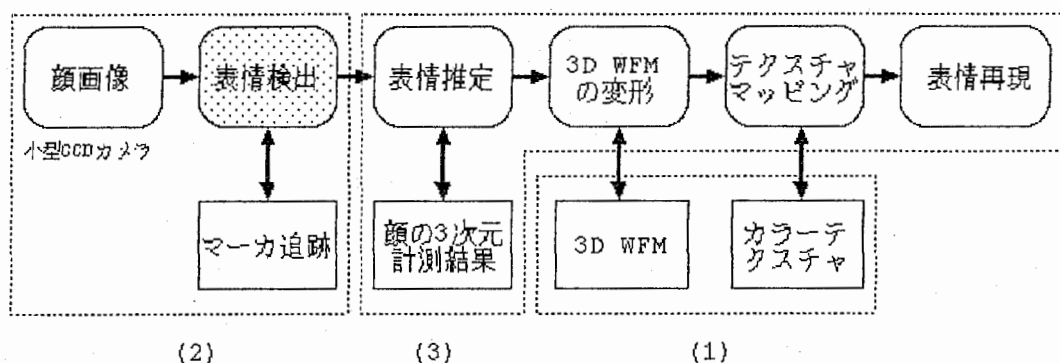 顔画像
表情検出
表情推定
3D WFM
の変形
テクスチャ
マッピング
表情再現
小型CCDカメラ
マーカ追跡
顔の3次元
計測結果
3D WFM
カラーテ
クスチャ
(2)
(3)
(1)